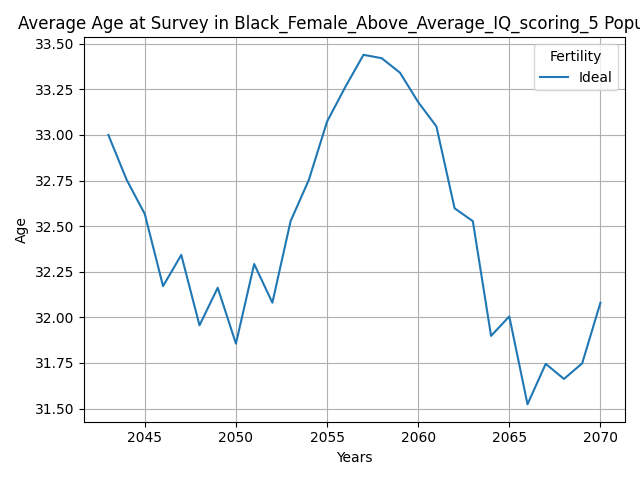 Average Age at Survey in Black_Female_Above_Average_IQ_scoring_5 Popu
33.50
33.25
33.00
32.75
32.50
32.25
32.00
31.75
31.50
Age
Fertility
Ideal
2045 2050 2055 2060 2065 2070
Years